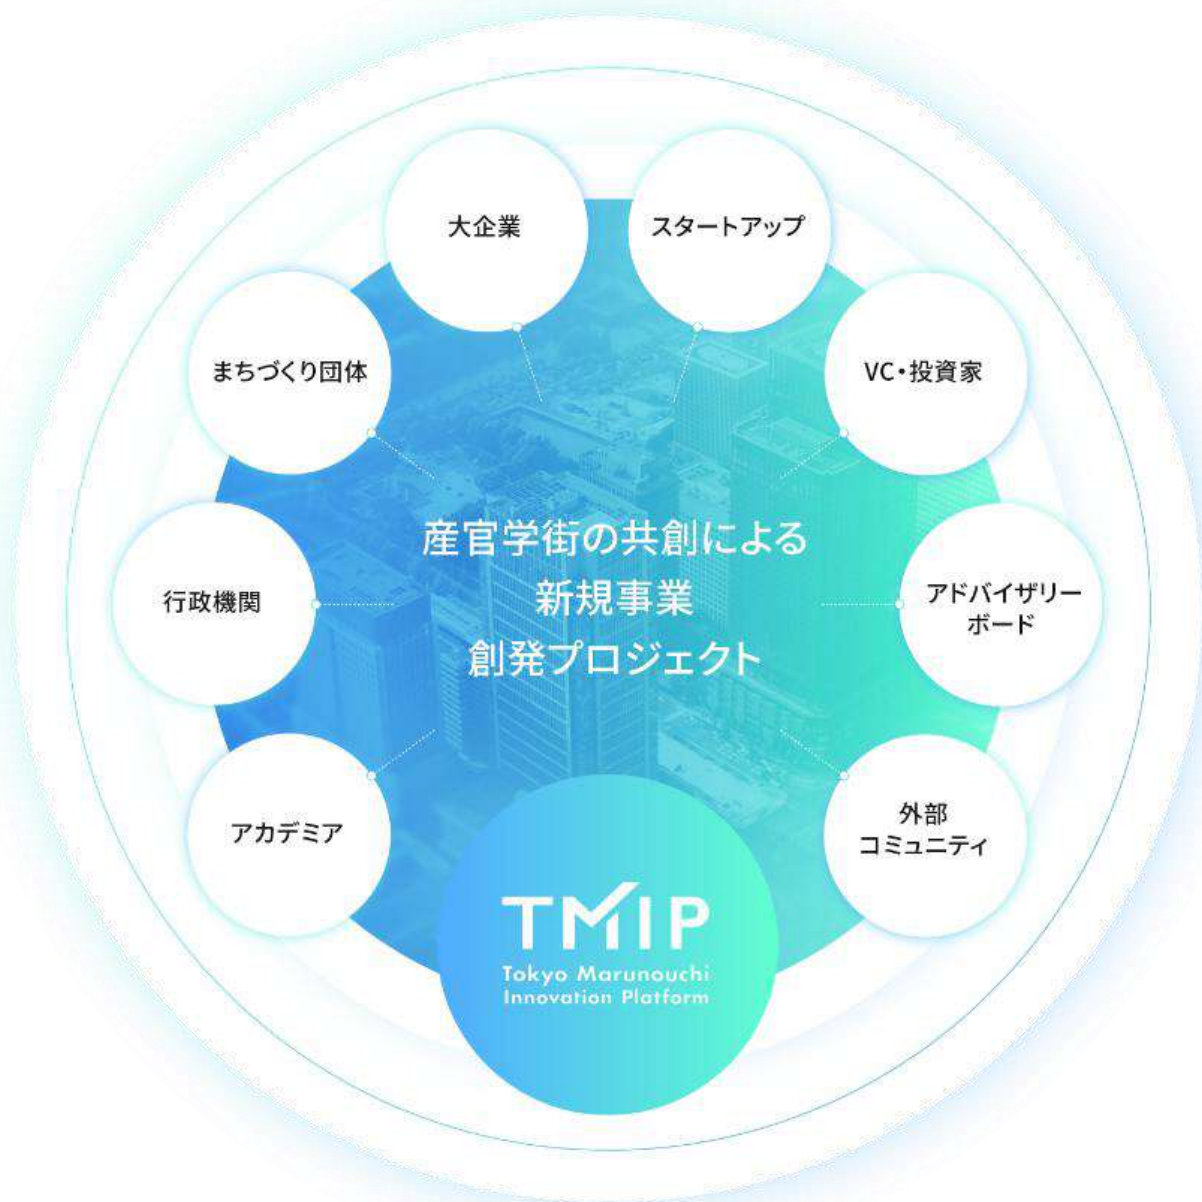 大企業
スタートアップ
まちづくり団体
VC・投資家
産官学街の共創による
新規事業
創発プロジェクト
行政機関
アドバイザリー
ボード
アカデミア
外部
コミュニティ
TMIP
Tokyo Marunouchi
Innovation Platform